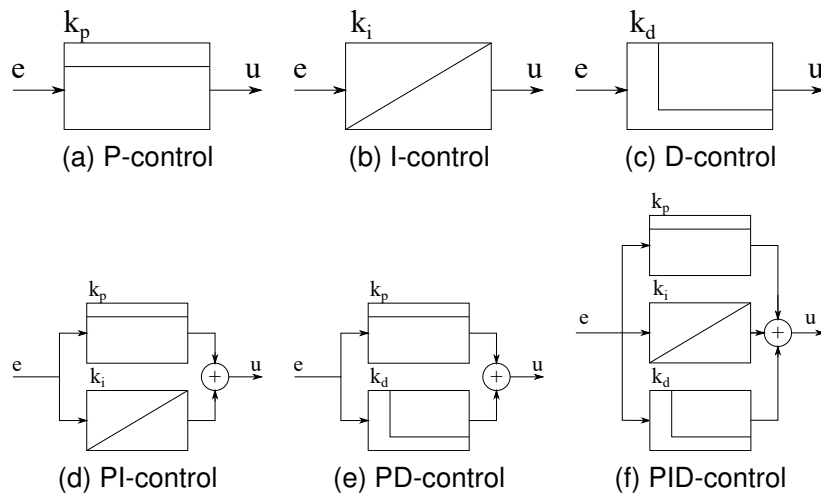 k_p
e
u
(a) P-control
k_i
e
u
(b) I-control
k_d
e
u
(c) D-control
k_p
e
k_i
+
u
(d) PI-control
k_p
e
k_d
+
u
(e) PD-control
k_p
k_i
e
+
u
k_d
(f) PID-control